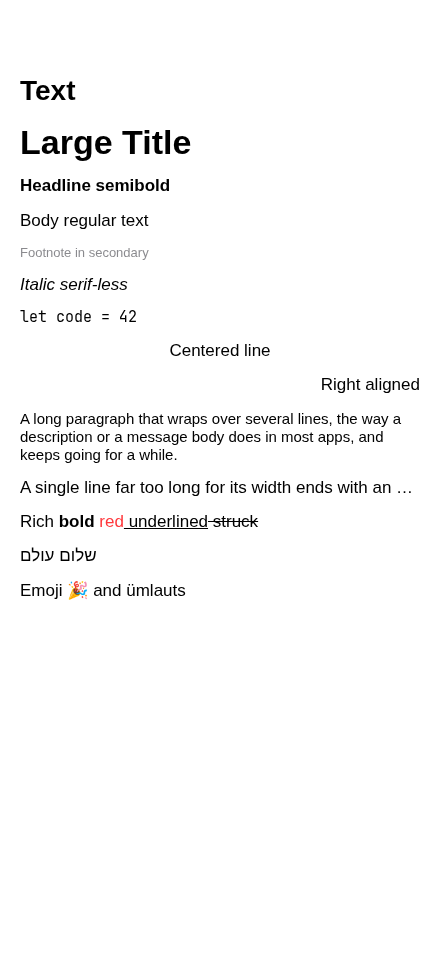 Text
Large Title
Headline semibold
Body regular text
Footnote in secondary
Italic serif-less
let code = 42
Centered line
Right aligned
A long paragraph that wraps over several lines, the way a
description or a message body does in most apps, and
keeps going for a while.
A single line far too long for its width ends with an …
Rich bold red underlined struck
שלום עולם
Emoji 🎉 and ümlauts